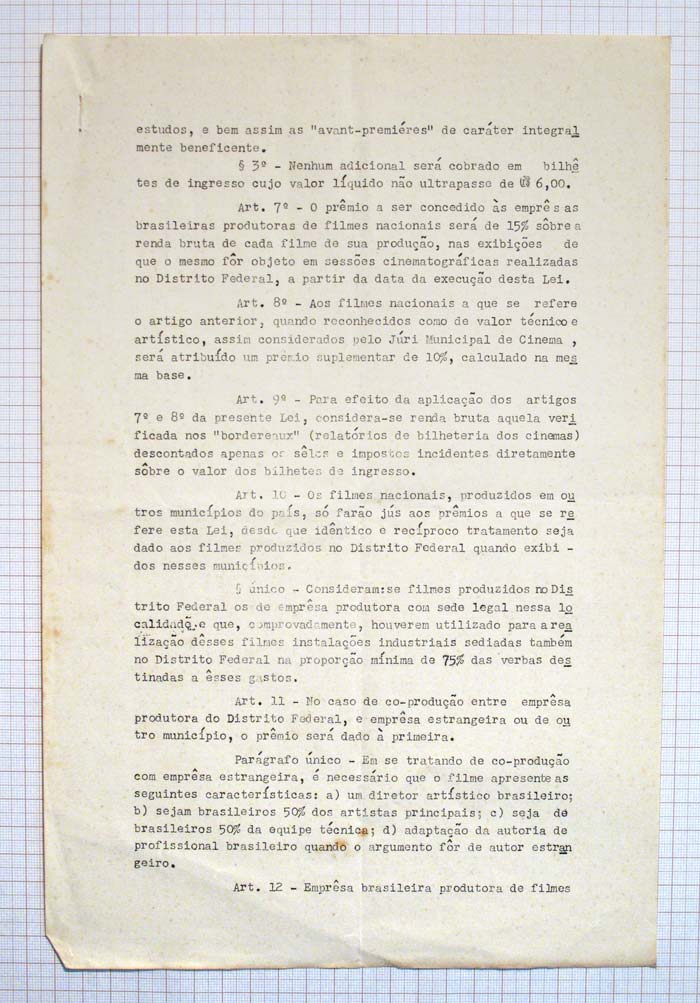 estudos, e bem assim as "avant-premiéres" de caráter integral
mente beneficente.
§ 3º - Nenhum adicional será cobrado em bilhê
tes de ingresso cujo valor líquido não ultrapasse de 6,00.
Art. 7º - O prêmio a ser concedido às emprêsas
brasileiras produtoras de filmes nacionais será de 15% sôbre a
renda bruta de cada filme de sua produção, nas exibições de
que o mesmo fôr objeto em sessões cinematográficas realizadas
no Distrito Federal, a partir da data da execução desta Lei.
Art. 8º - Aos filmes nacionais a que se refere
o artigo anterior, quando reconhecidos como de valor técnico e
artístico, assim considerados pelo Júri Municipal de Cinema ,
será atribuído um prêmio suplementar de 10%, calculado na mes
ma base.
Art. 9º - Para efeito da aplicação dos artigos
7º e 8º da presente Lei, considera-se renda bruta aquela veri
ficada nos "bordereaux" (relatórios de bilheteria dos cinemas)
descontados apenas os sêlos e impostos incidentes diretamente
sôbre o valor dos bilhetes de ingresso.
Art. 10 - Os filmes nacionais, produzidos em ou
tros municípios do país, só farão jús aos prêmios a que se re
fere esta Lei, desde que idêntico e recíproco tratamento seja
dado aos filmes produzidos no Distrito Federal quando exibi -
dos nesses municípios.
§ único - Consideram:se filmes produzidos no Dis
trito Federal os de emprêsa produtora com sede legal nessa lo
calidade e que, comprovadamente, houverem utilizado para a rea
lização dêsses filmes instalações industriais sediadas também
no Distrito Federal na proporção mínima de 75% das verbas des
tinadas a êsses gastos.
Art. 11 - No caso de co-produção entre emprêsa
produtora do Distrito Federal, e emprêsa estrangeira ou de ou
tro município, o prêmio será dado à primeira.
Parágrafo único - Em se tratando de co-produção
com emprêsa estrangeira, é necessário que o filme apresente as
seguintes características: a) um diretor artístico brasileiro;
b) sejam brasileiros 50% dos artistas principais; c) seja de
brasileiros 50% da equipe técnica; d) adaptação da autoria de
profissional brasileiro quando o argumento fôr de autor estran
geiro.
Art. 12 - Emprêsa brasileira produtora de filmes